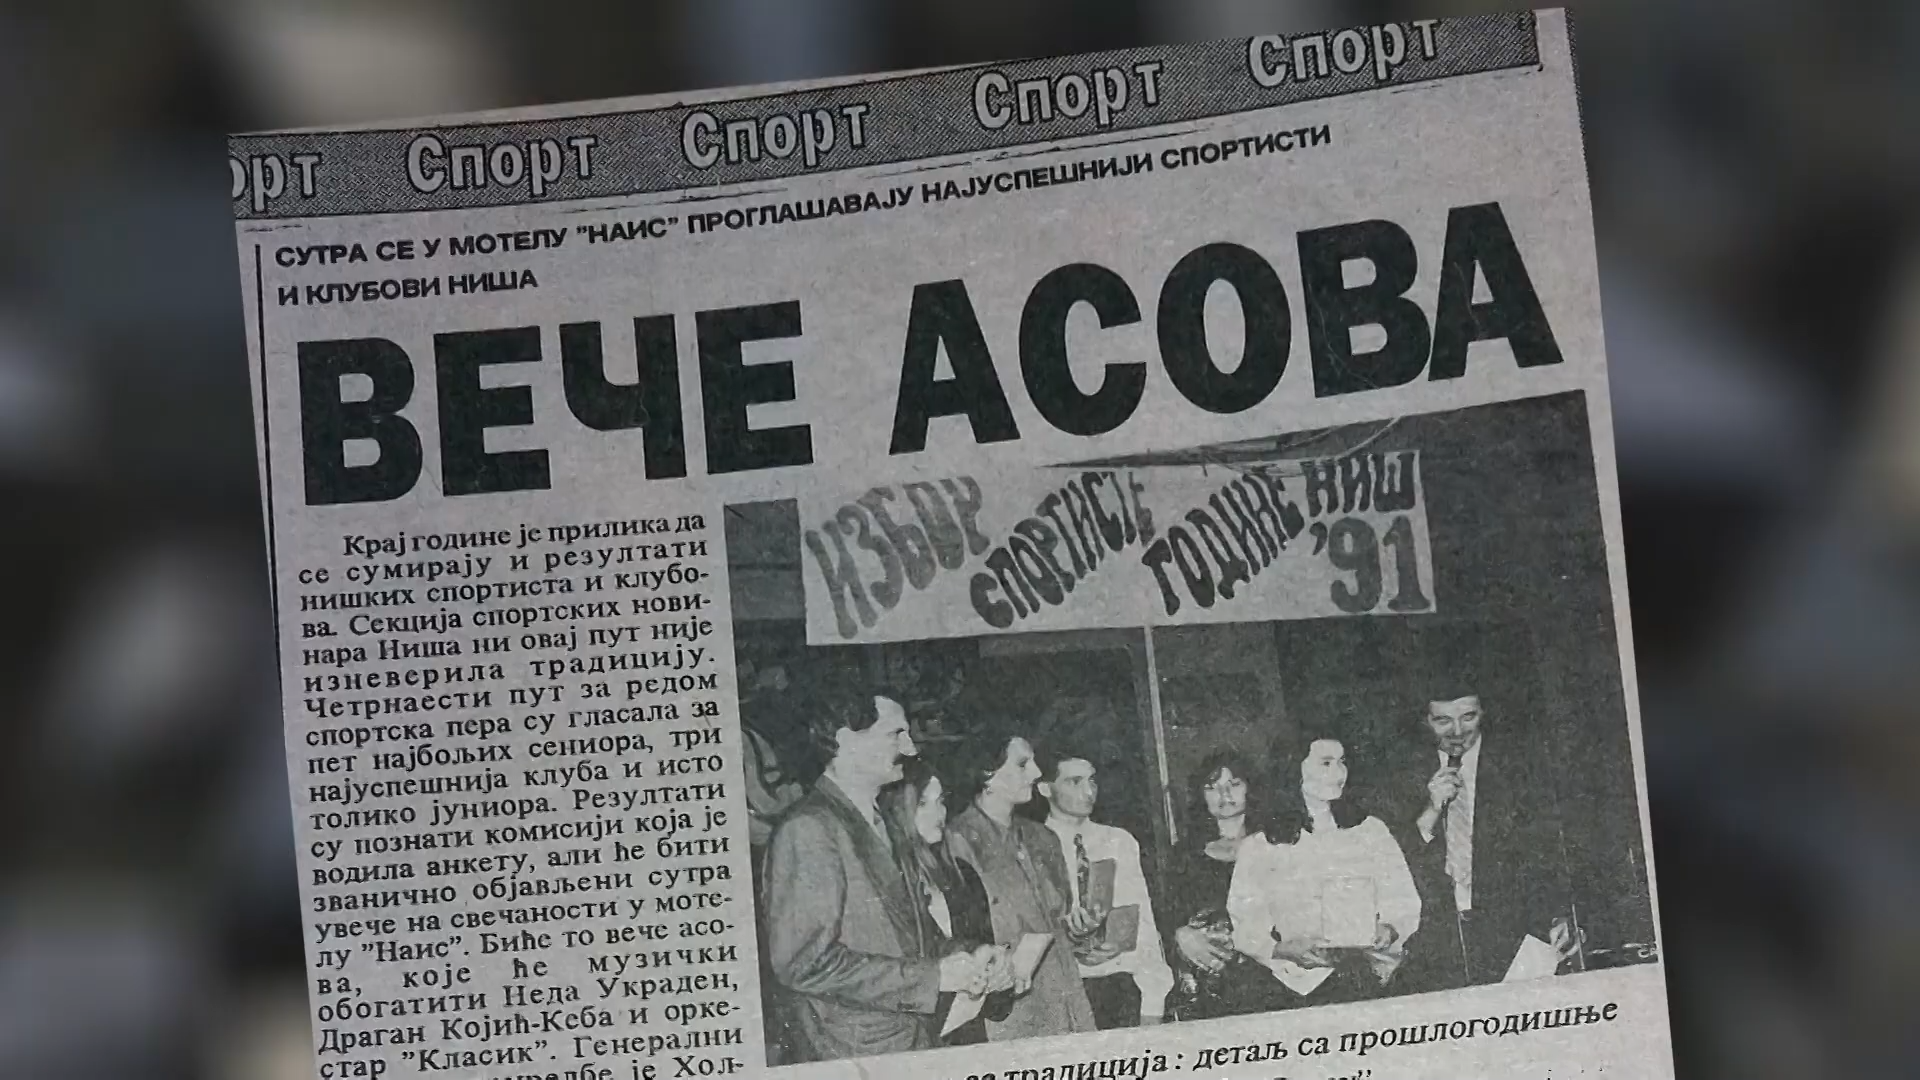 Спорт Спорт Спорт Спорт
СУТРА СЕ У МОТЕЛУ "НАИС" ПРОГЛАШАВАЈУ НАЈУСПЕШНИЈИ СПОРТИСТИ
И КЛУБОВИ НИША
ВЕЧЕ АСОВА
Крај године је прилика да
се сумирају и резултати
нишких спортиста и клубо-
ва. Секција спортских нови-
нара Ниша ни овај пут није
изневерила традицију.
Четрнаести пут за редом
спортска пера су гласала за
пет најбољих сениора, три
најуспешнија клуба и исто
толико јуниора. Резултати
су познати комисији која је
водила анкету, али ће бити
званично објављени сутра
увече на свечаности у моте-
лу "Наис". Биће то вече асо-
ва, које ће музички
обогатити Неда Украден,
Драган Којић-Кеба и орке-
стар "Класик". Генерални
је Хол-
ИЗБОР
СПОРТИСТЕ
ГОДИНЕ
НИШ
'91
традиција: детаљ са прошлогодишње